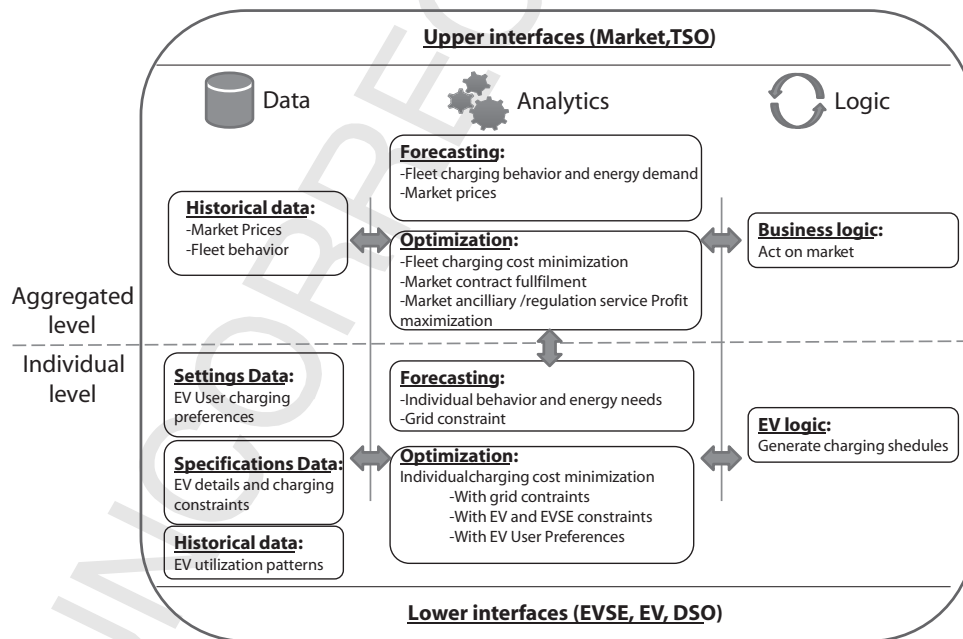 Upper interfaces (Market,TSO)
Data
Analytics
Logic
Forecasting:
-Fleet charging behavior and energy demand
-Market prices
Historical data:
-Market Prices
-Fleet behavior
Optimization:
-Fleet charging cost minimization
-Market contract fullfilment
-Market ancilliary /regulation service Profit
maximization
Business logic:
Act on market
Aggregated
level
Individual
level
Settings Data:
EV User charging
preferences
Forecasting:
-Individual behavior and energy needs
-Grid constraint
EV logic:
Generate charging shedules
Specifications Data:
EV details and charging
constraints
Optimization:
Individualcharging cost minimization
-With grid contraints
-With EV and EVSE constraints
-With EV User Preferences
Historical data:
EV utilization patterns
Lower interfaces (EVSE, EV, DSO)
UNCORREC